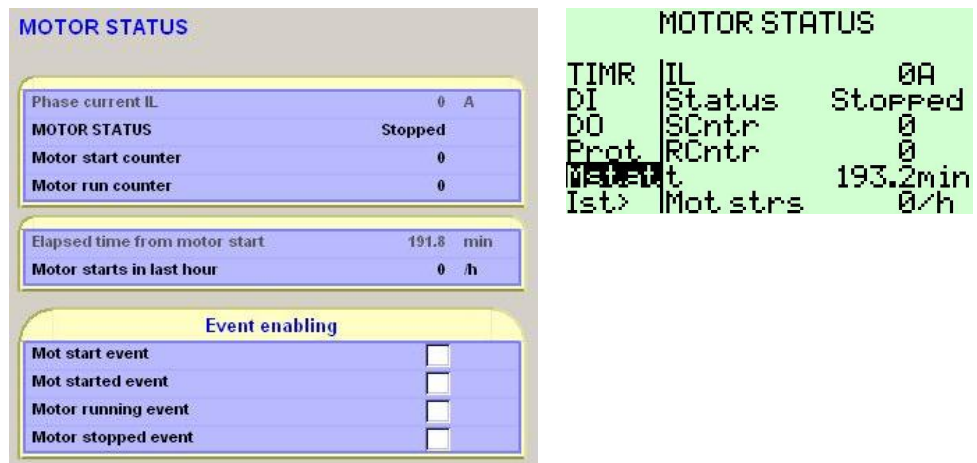 MOTOR STATUS
Phase current IL 0 A
MOTOR STATUS Stopped
Motor start counter 0
Motor run counter 0
Elapsed time from motor start 191.8 min
Motor starts in last hour 0 /h
Event enabling
Mot start event
Mot started event
Motor running event
Motor stopped event
MOTOR STATUS
TIMR IL 0A
DI Status Stopped
DO SCntr 0
Prot RCntr 0
Mstat t 193.2min
Ist> Mot strs 0/h